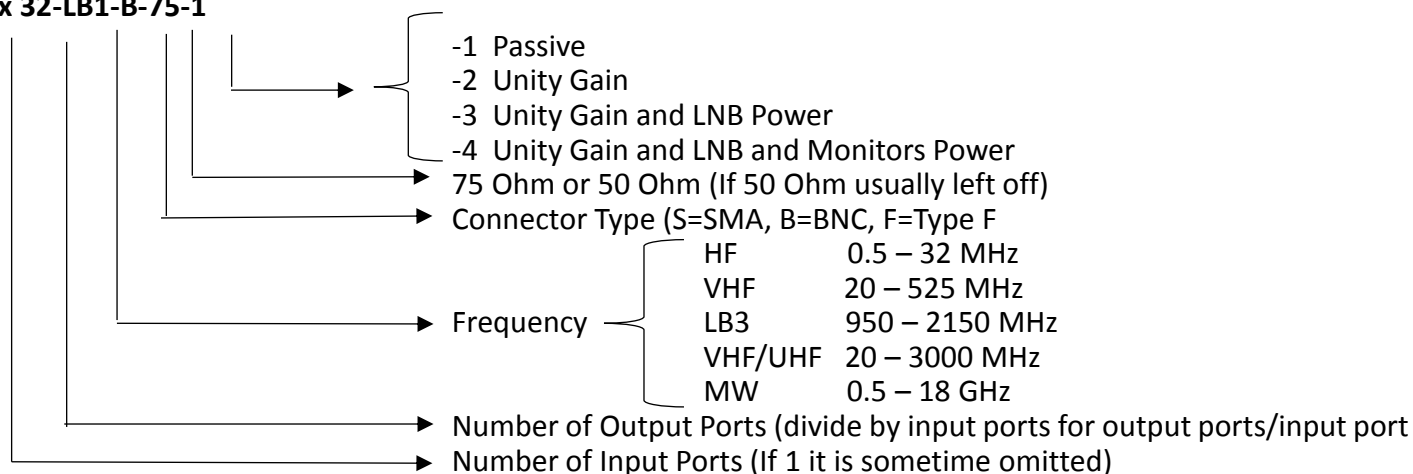 x 32-LB1-B-75-1
-1 Passive
-2 Unity Gain
-3 Unity Gain and LNB Power
-4 Unity Gain and LNB and Monitors Power
75 Ohm or 50 Ohm (If 50 Ohm usually left off)
Connector Type (S=SMA, B=BNC, F=Type F
HF 0.5 – 32 MHz
VHF 20 – 525 MHz
Frequency LB3 950 – 2150 MHz
VHF/UHF 20 – 3000 MHz
MW 0.5 – 18 GHz
Number of Output Ports (divide by input ports for output ports/input port
Number of Input Ports (If 1 it is sometime omitted)